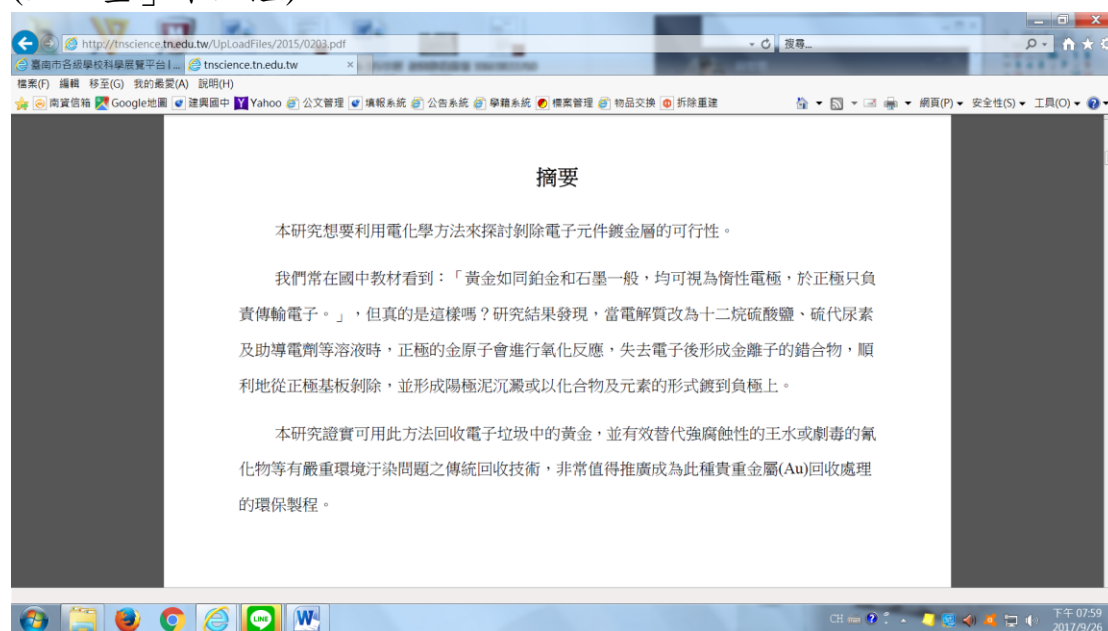 http://tnscience.tn.edu.tw/UpLoadFiles/2015/0203.pdf
搜尋...
臺南市各級學校科學展覽平台 | ...
tnscience.tn.edu.tw
檔案(F) 編輯 移至(G) 我的最愛(A) 說明(H)
南資信箱 Google地圖 建興國中 Yahoo 公文管理 填報系統 公告系統 學籍系統 檔案管理 物品交換 拆除重建 網頁(P) 安全性(S) 工具(O)
摘要
本研究想要利用電化學方法來探討剝除電子元件鍍金層的可行性。
我們常在國中教材看到：「黃金如同鉑金和石墨一般，均可視為惰性電極，於正極只負
責傳輸電子。」，但真的是這樣嗎？研究結果發現，當電解質改為十二烷硫酸鹽、硫代尿素
及助導電劑等溶液時，正極的金原子會進行氧化反應，失去電子後形成金離子的錯合物，順
利地從正極基板剝除，並形成陽極泥沉澱或以化合物及元素的形式鍍到負極上。
本研究證實可用此方法回收電子垃圾中的黃金，並有效替代強腐蝕性的王水或劇毒的氰
化物等有嚴重環境汙染問題之傳統回收技術，非常值得推廣成為此種貴重金屬(Au)回收處理
的環保製程。
LINE
CH
下午 07:59
2017/9/26